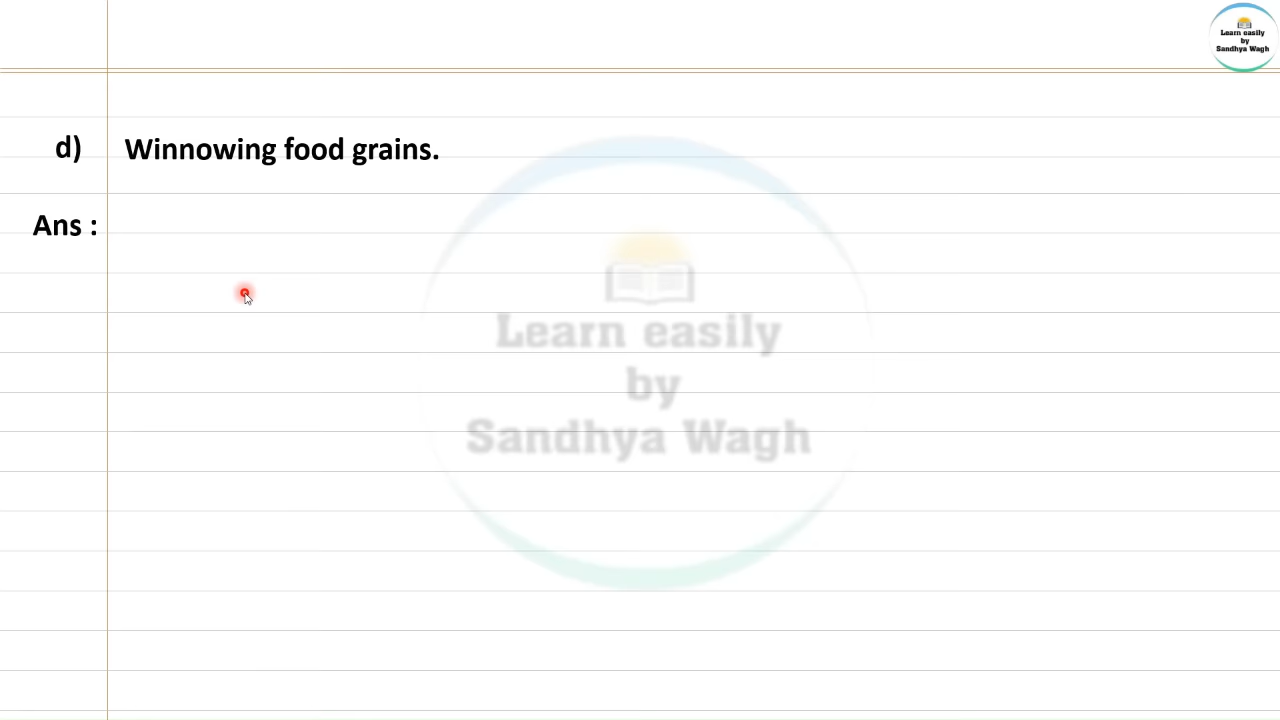 Learn easily
by
Sandhya Wagh
d) Winnowing food grains.
Ans :
Learn easily
by
Sandhya Wagh